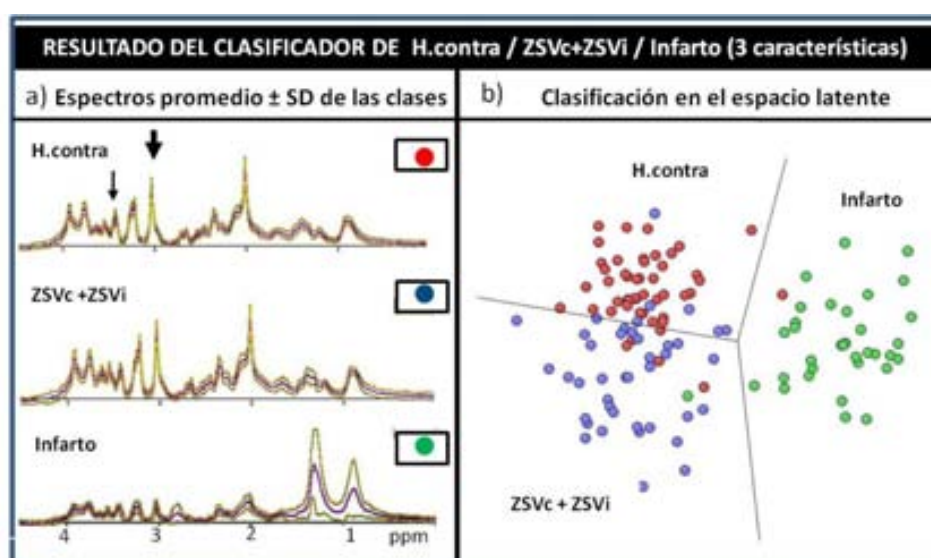 RESULTADO DEL CLASIFICADOR DE H.contra / ZSVc+ZSVi / Infarto (3 características)
a) Espectros promedio ± SD de las clases
H.contra
ZSVc +ZSVi
Infarto
4 3 2 1 ppm
b) Clasificación en el espacio latente
H.contra
Infarto
ZSVc + ZSVi